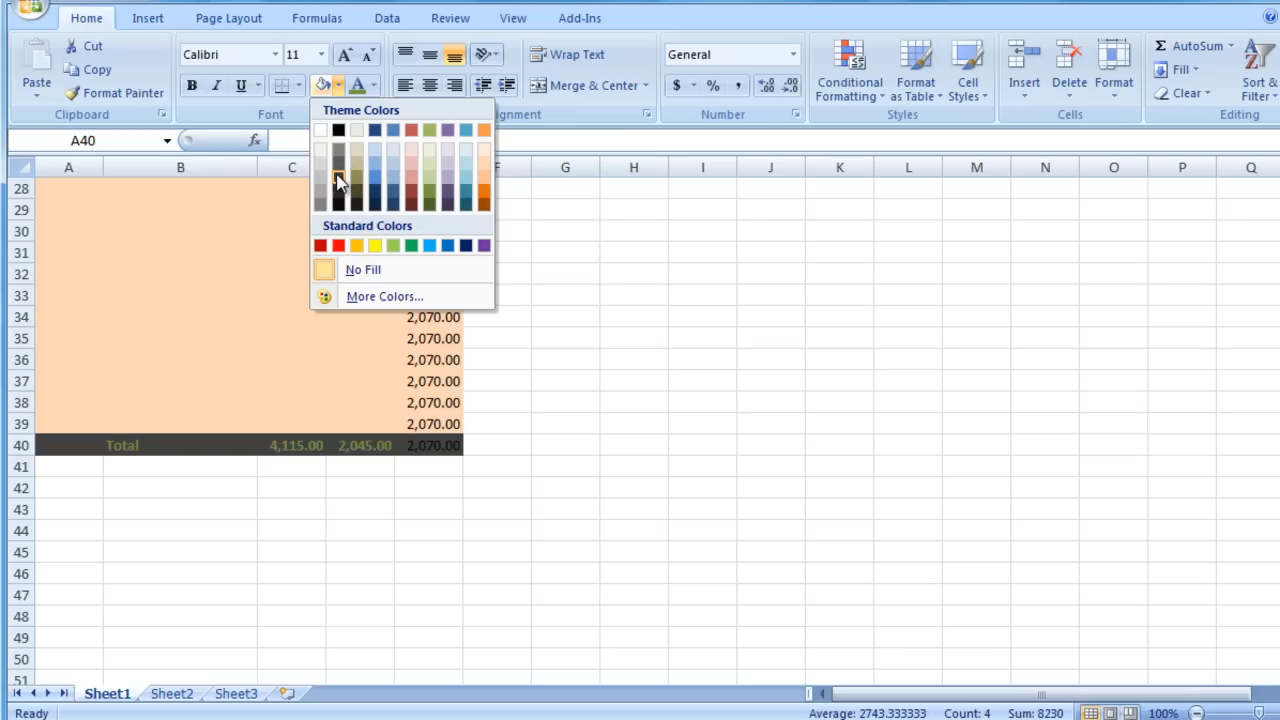 Home Insert Page Layout Formulas Data Review View Add-Ins
Cut
Copy
Format Painter
Paste
Clipboard
Calibri 11
B I U
Font
Wrap Text
Merge & Center
Alignment
General
$ % ,
Number
Conditional Formatting
Format as Table
Cell Styles
Styles
Insert Delete Format
Cells
AutoSum
Fill
Clear
Sort & Filter
Editing
A40 fx
Theme Colors
Standard Colors
No Fill
More Colors...
A B C F G H I J K L M N O P Q
28
29
30
31
32
33
34 2,070.00
35 2,070.00
36 2,070.00
37 2,070.00
38 2,070.00
39 2,070.00
40 Total 4,115.00 2,045.00 2,070.00
41
42
43
44
45
46
47
48
49
50
51
Sheet1 Sheet2 Sheet3
Ready Average: 2743.333333 Count: 4 Sum: 8230 100%